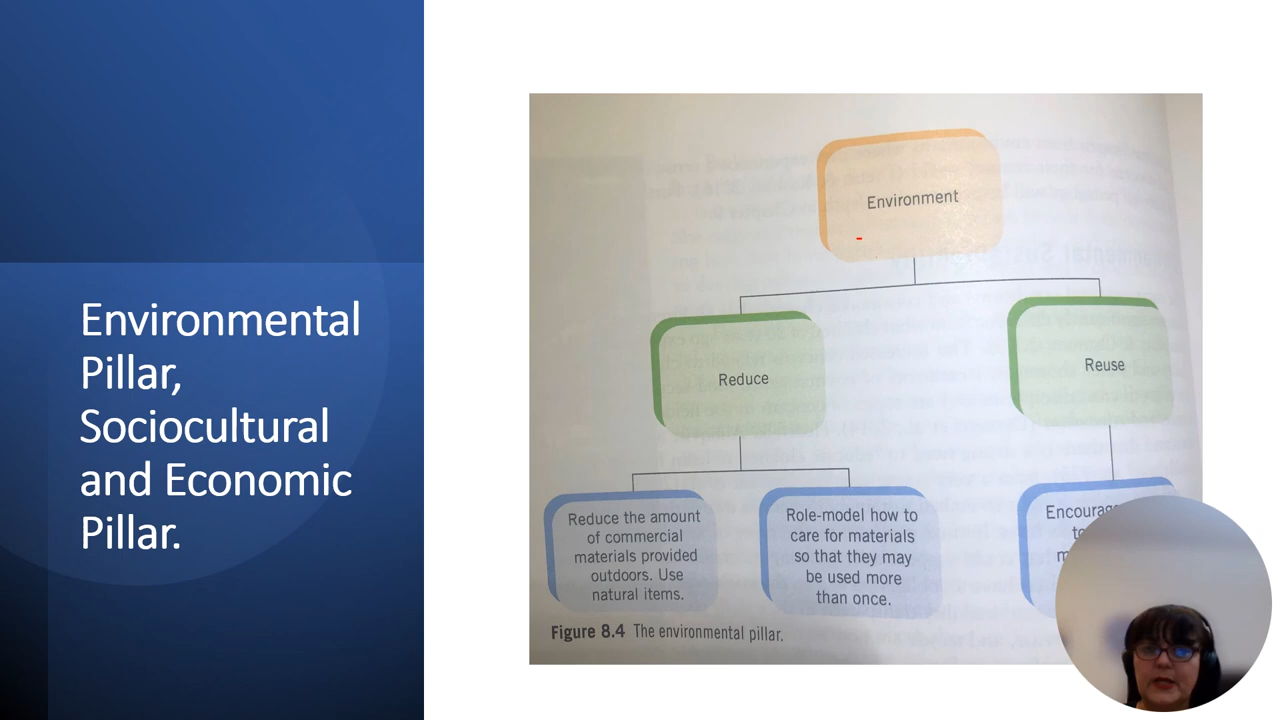 Environmental
Pillar,
Sociocultural
and Economic
Pillar.
Environment
Reduce
Reuse
Reduce the amount
of commercial
materials provided
outdoors. Use
natural items.
Role-model how to
care for materials
so that they may
be used more
than once.
Figure 8.4 The environmental pillar.